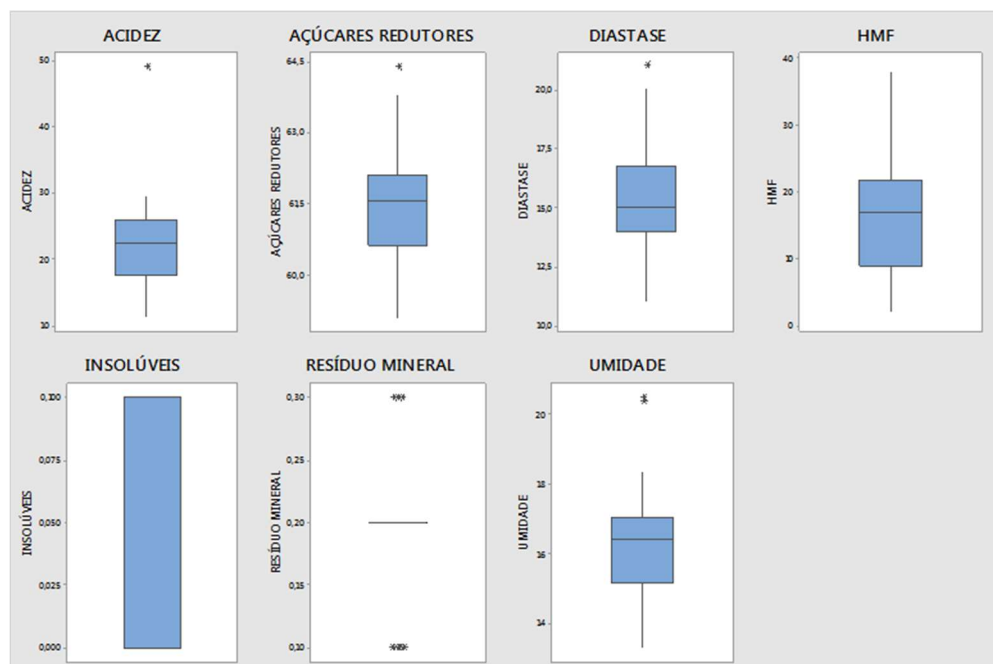 ACIDEZ
AÇÚCARES REDUTORES
DIASTASE
HMF
ACIDEZ
50
40
30
20
10
AÇÚCARES REDUTORES
64,5
63,0
61,5
60,0
DIASTASE
20,0
17,5
15,0
12,5
10,0
HMF
40
30
20
10
0
INSOLÚVEIS
RESÍDUO MINERAL
UMIDADE
INSOLÚVEIS
0,100
0,075
0,050
0,025
0,000
RESÍDUO MINERAL
0,30
0,25
0,20
0,15
0,10
UMIDADE
20
18
16
14